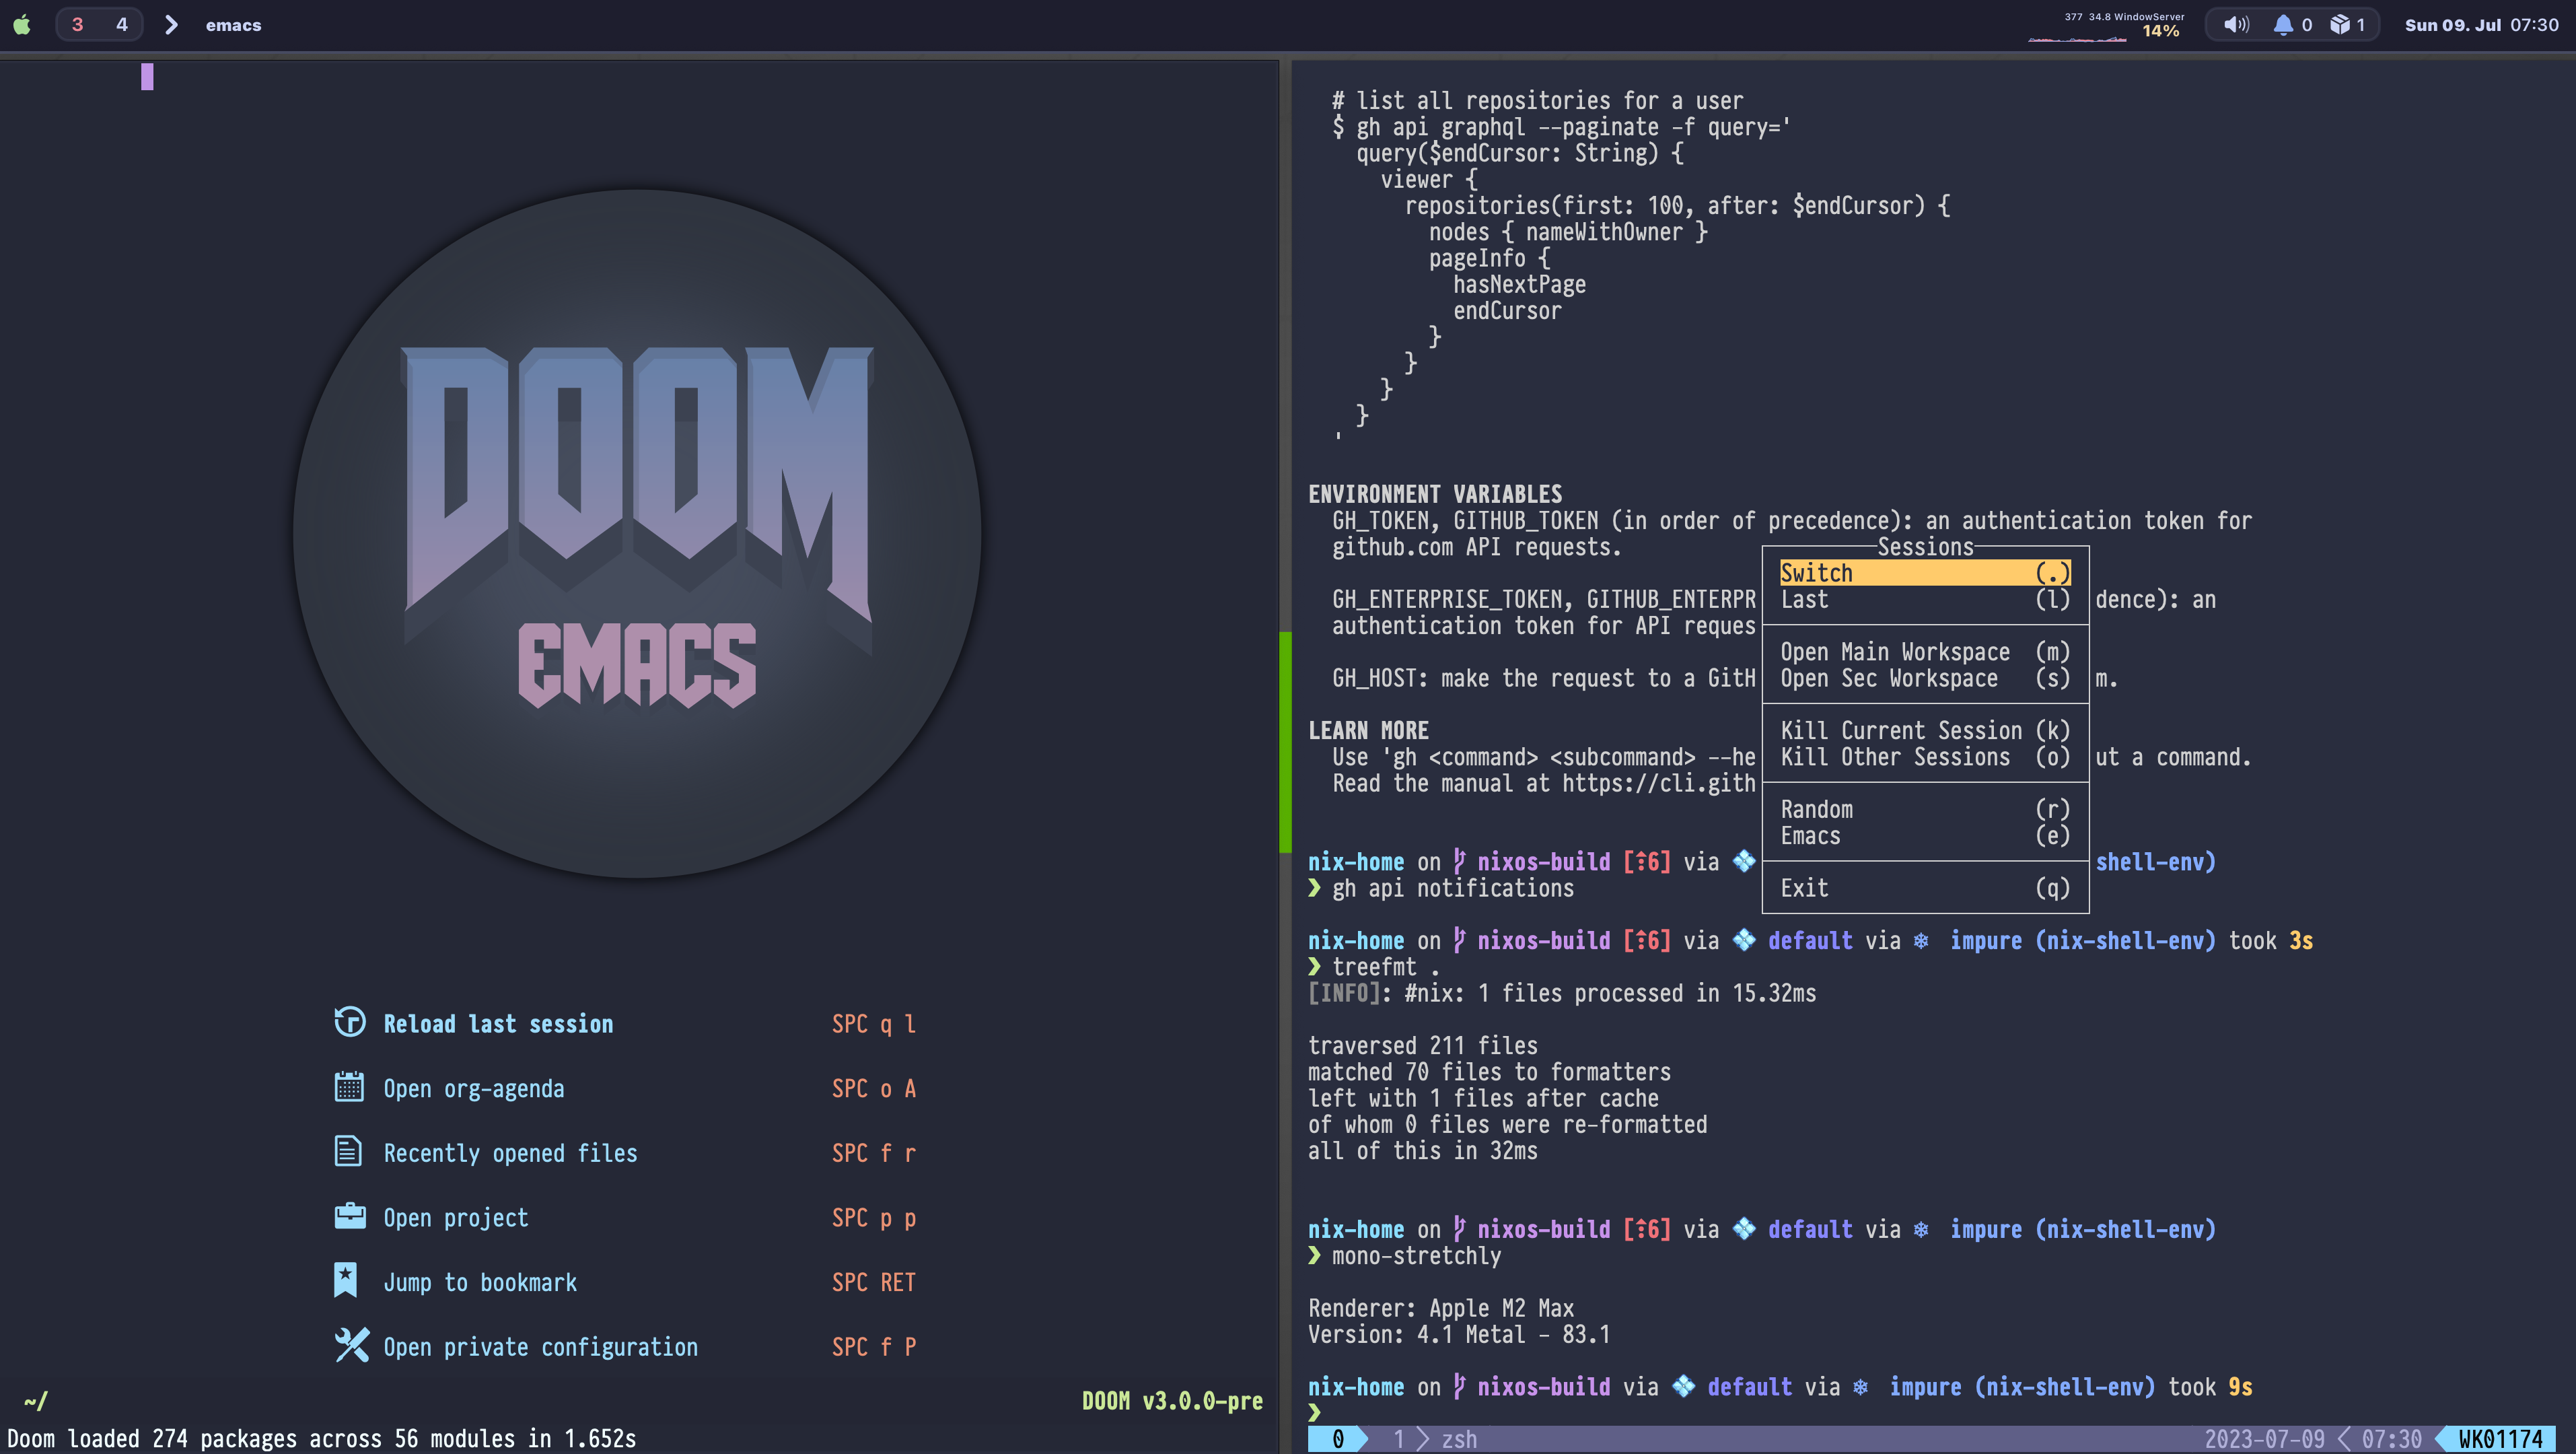 3 4 emacs
377 34.8 WindowServer
14%
0 1
Sun 09. Jul 07:30
DOOM
EMACS
Reload last session SPC q l
Open org-agenda SPC o A
Recently opened files SPC f r
Open project SPC p p
Jump to bookmark SPC RET
Open private configuration SPC f P
~/ DOOM v3.0.0-pre
Doom loaded 274 packages across 56 modules in 1.652s
# list all repositories for a user
$ gh api graphql --paginate -f query='
query($endCursor: String) {
viewer {
repositories(first: 100, after: $endCursor) {
nodes { nameWithOwner }
pageInfo {
hasNextPage
endCursor
}
}
}
}
'
ENVIRONMENT VARIABLES
GH_TOKEN, GITHUB_TOKEN (in order of precedence): an authentication token for
github.com API requests.
GH_ENTERPRISE_TOKEN, GITHUB_ENTERPR dence): an
authentication token for API reques
GH_HOST: make the request to a GitH m.
LEARN MORE
Use 'gh <command> <subcommand> --he ut a command.
Read the manual at https://cli.gith
Sessions
Switch (.)
Last (l)
Open Main Workspace (m)
Open Sec Workspace (s)
Kill Current Session (k)
Kill Other Sessions (o)
Random (r)
Emacs (e)
Exit (q)
nix-home on nixos-build [⇡6] via shell-env)
❯ gh api notifications
nix-home on nixos-build [⇡6] via 💠 default via ❄ impure (nix-shell-env) took 3s
❯ treefmt .
[INFO]: #nix: 1 files processed in 15.32ms
traversed 211 files
matched 70 files to formatters
left with 1 files after cache
of whom 0 files were re-formatted
all of this in 32ms
nix-home on nixos-build [⇡6] via 💠 default via ❄ impure (nix-shell-env)
❯ mono-stretchly
Renderer: Apple M2 Max
Version: 4.1 Metal - 83.1
nix-home on nixos-build via 💠 default via ❄ impure (nix-shell-env) took 9s
❯
0 1 zsh 2023-07-09 07:30 WK01174